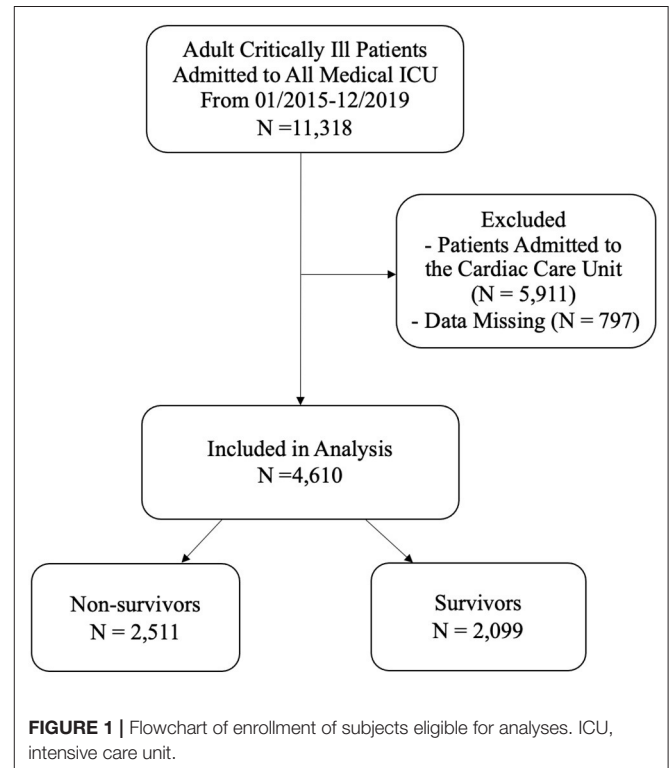 Adult Critically Ill Patients
Admitted to All Medical ICU
From 01/2015-12/2019
N =11,318
Excluded
- Patients Admitted to
the Cardiac Care Unit
(N = 5,911)
- Data Missing (N = 797)
Included in Analysis
N =4,610
Non-survivors
N = 2,511
Survivors
N = 2,099
FIGURE 1 | Flowchart of enrollment of subjects eligible for analyses. ICU,
intensive care unit.